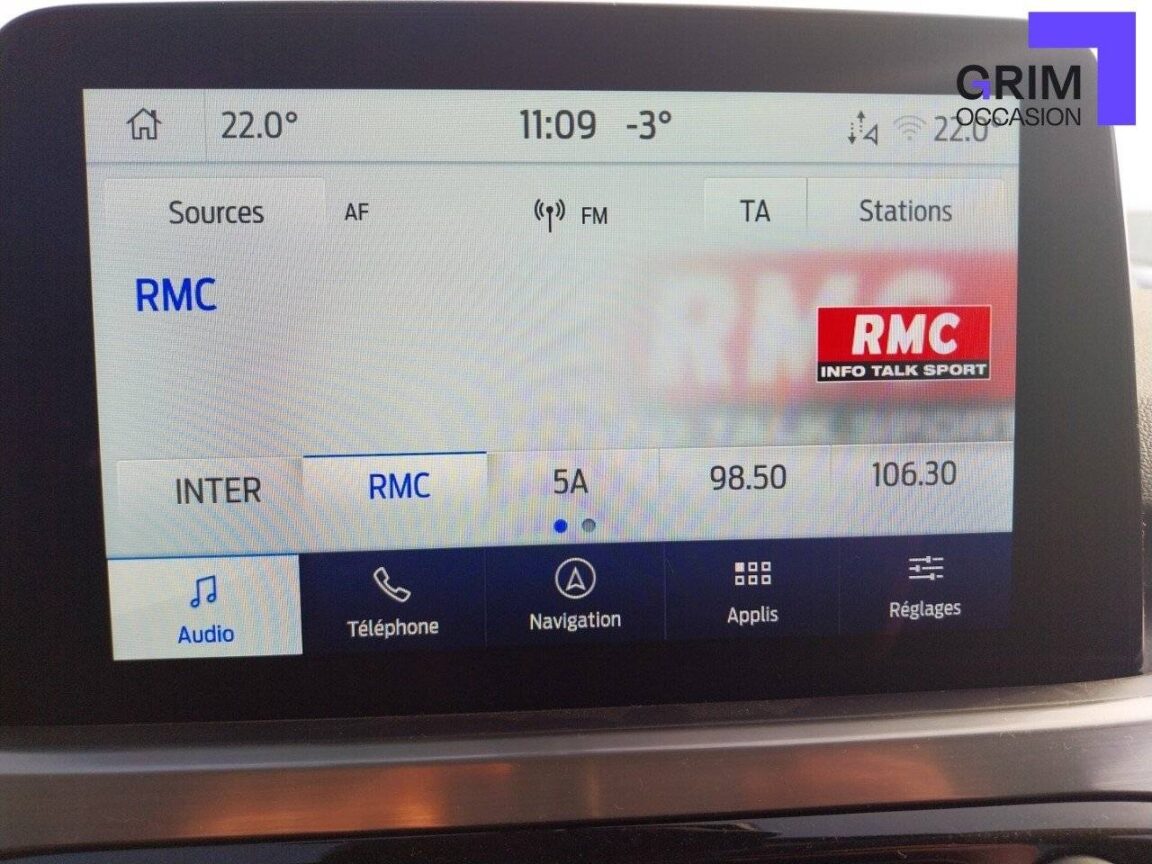 GRIM
OCCASION
22.0° 11:09 -3° 22.0°
Sources AF FM TA Stations
RMC
RMC
INFO TALK SPORT
INTER RMC 5A 98.50 106.30
Audio Téléphone Navigation Applis Réglages